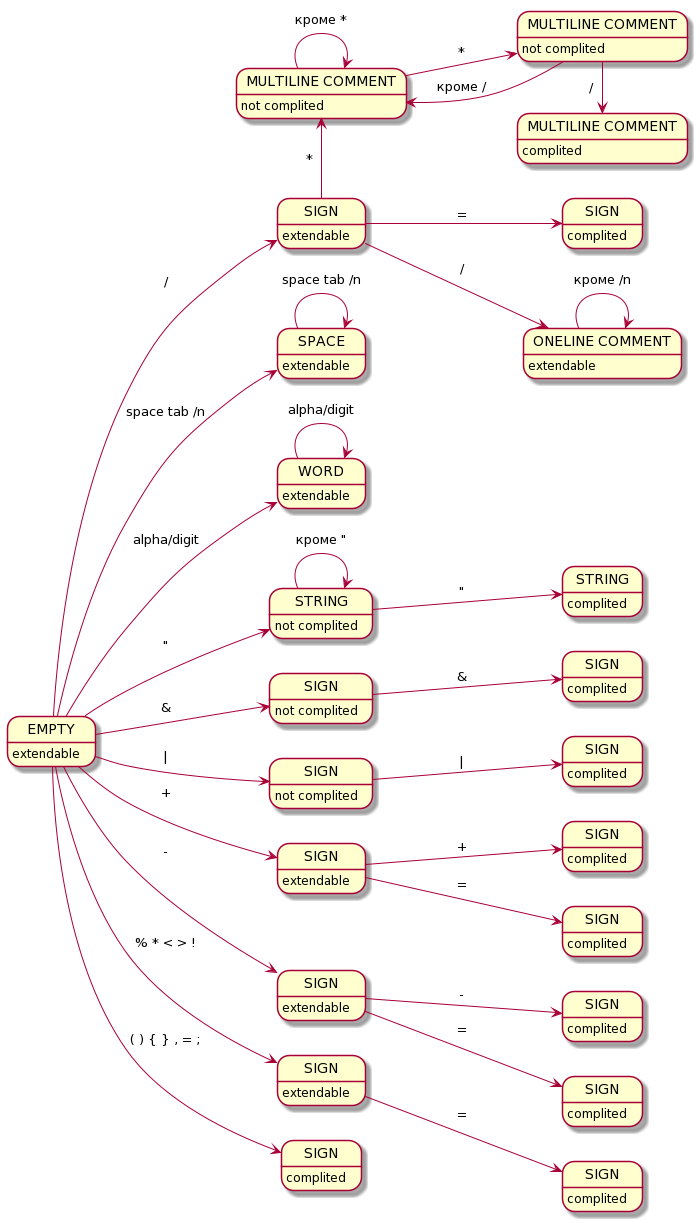 кроме *
MULTILINE COMMENT
not complited
*
MULTILINE COMMENT
not complited
кроме /
/
MULTILINE COMMENT
complited
*
SIGN
extendable
=
SIGN
complited
/
/
space tab /n
SPACE
extendable
кроме /n
ONELINE COMMENT
extendable
space tab /n
alpha/digit
WORD
extendable
alpha/digit
кроме "
STRING
not complited
"
STRING
complited
"
SIGN
not complited
&
SIGN
complited
&
EMPTY
extendable
|
SIGN
not complited
|
SIGN
complited
+
SIGN
extendable
+
SIGN
complited
=
SIGN
complited
-
SIGN
extendable
-
SIGN
complited
=
SIGN
complited
% * < > !
SIGN
extendable
=
SIGN
complited
( ) { } , = ;
SIGN
complited